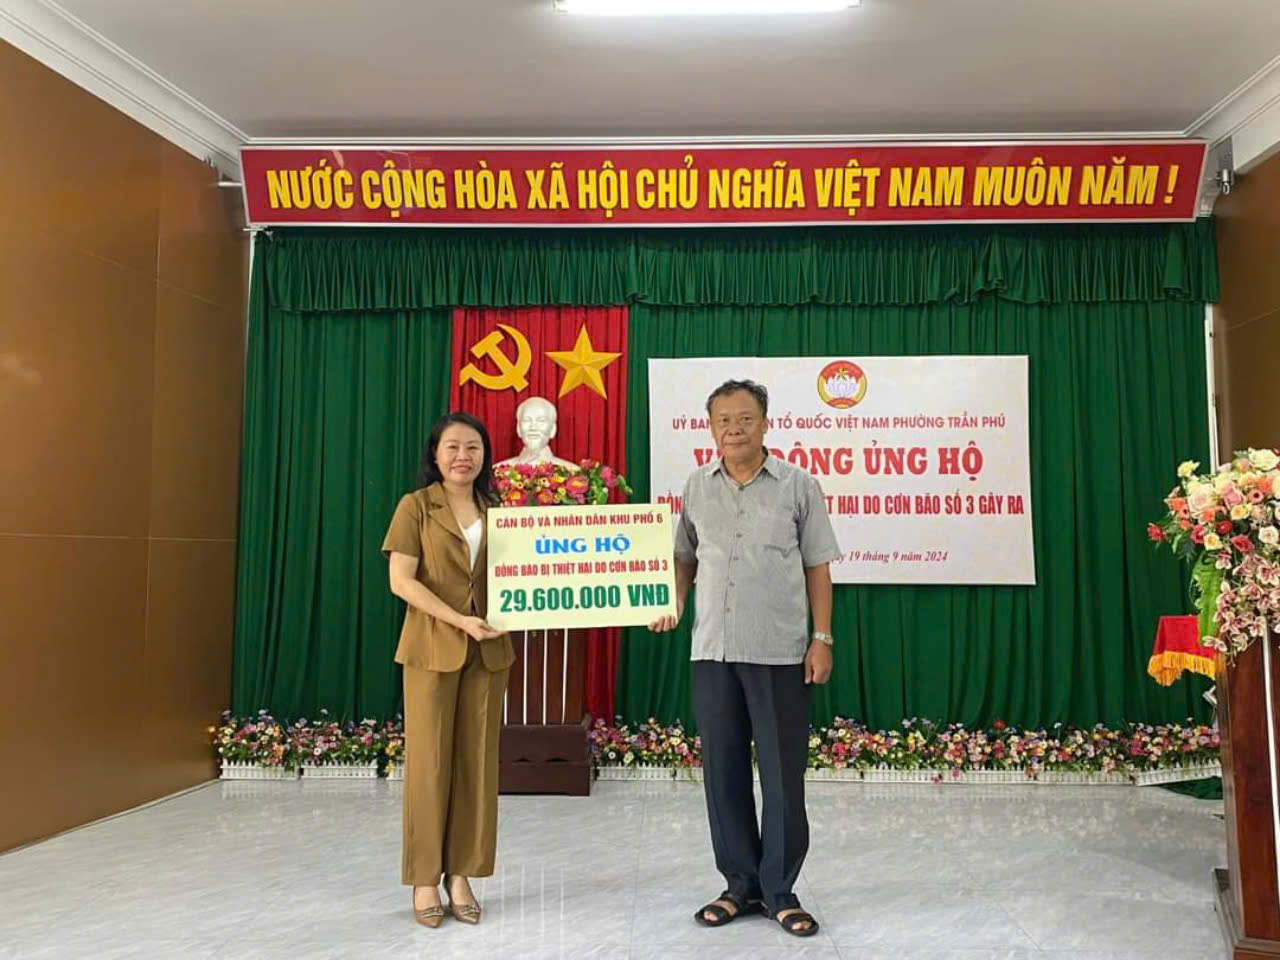 NƯỚC CỘNG HÒA XÃ HỘI CHỦ NGHĨA VIỆT NAM MUÔN NĂM !
UỶ BAN TỔ QUỐC VIỆT NAM PHƯỜNG TRẦN PHÚ
ĐỘNG ỦNG HỘ
HẠI DO CƠN BÃO SỐ 3 GÂY RA
19 tháng 9 năm 2024
CÁN BỘ VÀ NHÂN DÂN KHU PHỐ 6
ỦNG HỘ
ĐỒNG BÀO BỊ THIỆT HẠI DO CƠN BÃO SỐ 3
29.600.000 VNĐ